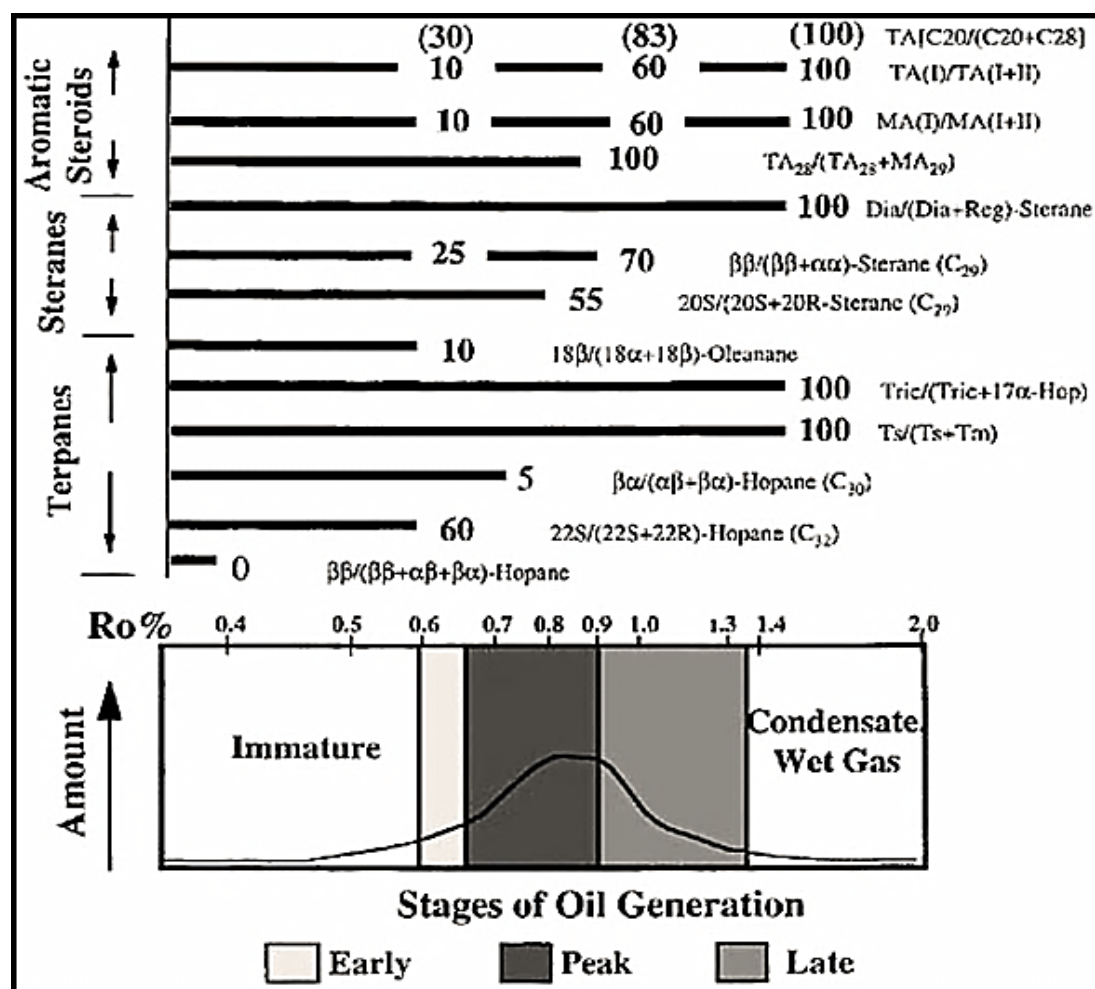 Aromatic
Steroids
Steranes
Terpanes
(30) (83) (100) TA[C20/(C20+C28]
10 60 100 TA(I)/TA(I+II)
10 60 100 MA(I)/MA(I+II)
100 TA₂₈/(TA₂₈+MA₂₉)
100 Dia/(Dia+Reg)-Sterane
25 70 ββ/(ββ+αα)-Sterane (C₂₉)
55 20S/(20S+20R-Sterane (C₂₉)
10 18β/(18α+18β)-Oleanane
100 Tric/(Tric+17α-Hop)
100 Ts/(Ts+Tm)
5 βα/(αβ+βα)-Hopane (C₃₀)
60 22S/(22S+22R)-Hopane (C₃₂)
0 ββ/(ββ+αβ+βα)-Hopane
Ro% 0.4 0.5 0.6 0.7 0.8 0.9 1.0 1.3 1.4 2.0
Amount
Immature
Condensate
Wet Gas
Stages of Oil Generation
Early Peak Late